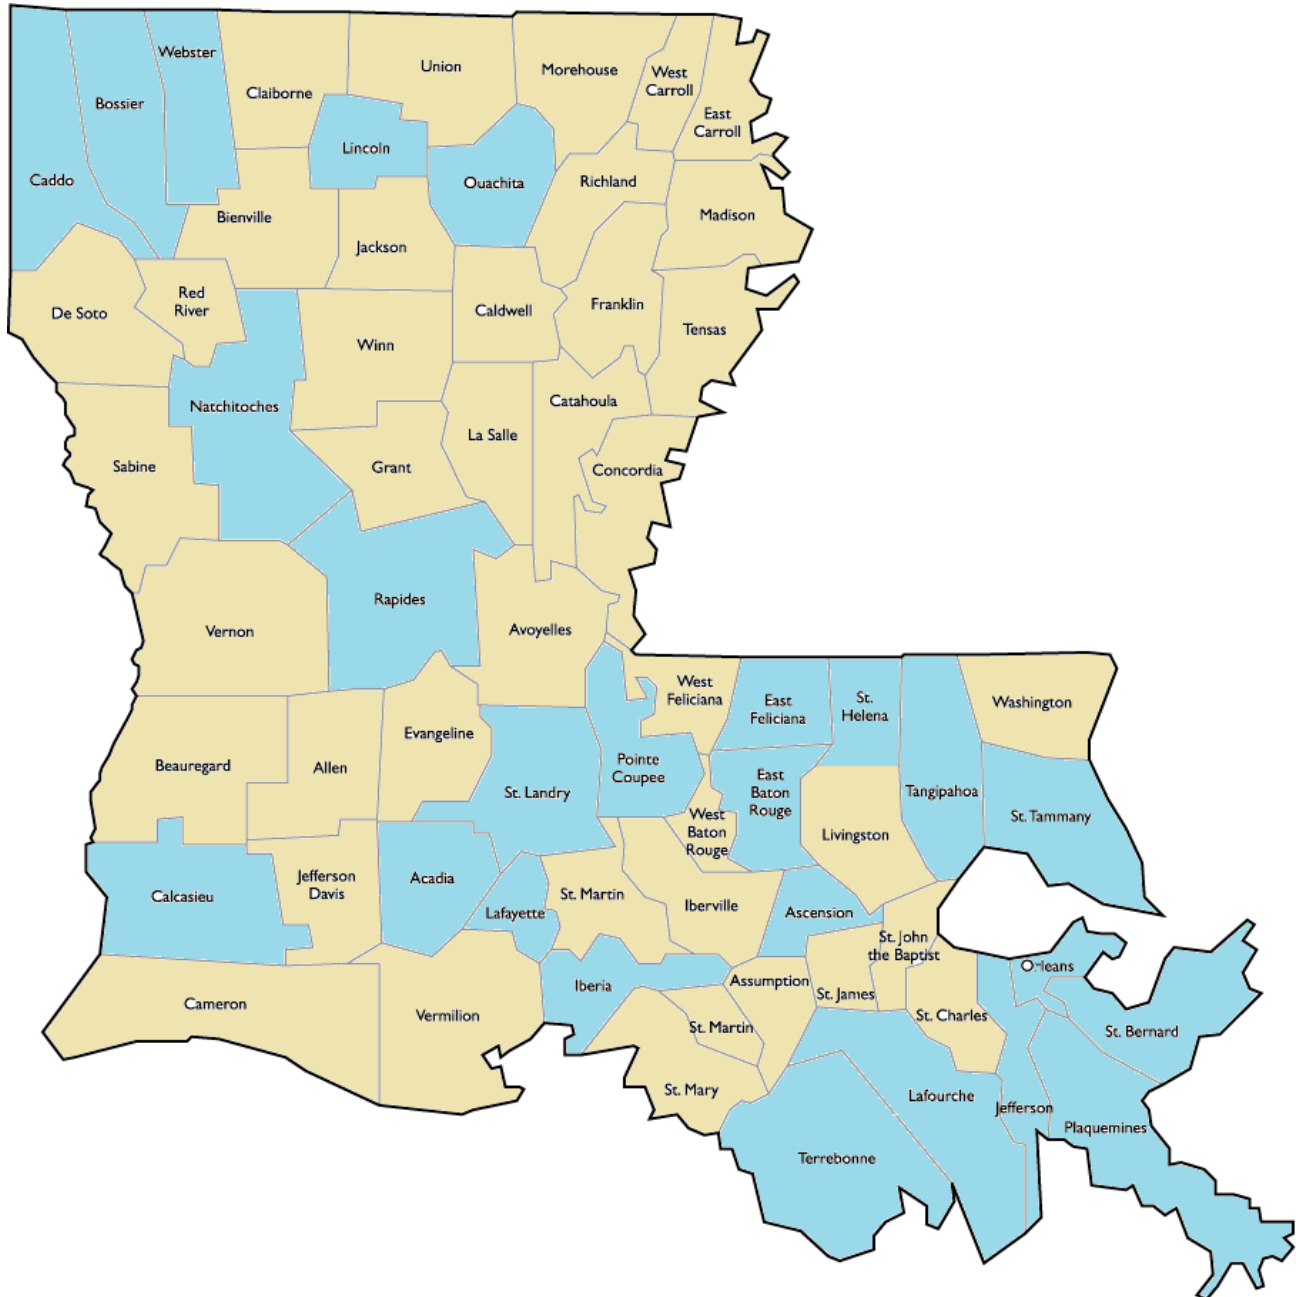 Webster
Union
Morehouse
West
Carroll
Claiborne
Bossier
East
Carroll
Lincoln
Caddo
Ouachita
Richland
Bienville
Madison
Jackson
Red
River
De Soto
Caldwell
Franklin
Tensas
Winn
Natchitoches
Catahoula
La Salle
Sabine
Grant
Concordia
Rapides
Vernon
Avoyelles
West
Feliciana
East
Feliciana
St.
Helena
Washington
Evangeline
Beauregard
Allen
Pointe
Coupee
St. Landry
East
Baton
Rouge
Tangipahoa
St. Tammany
West
Baton
Rouge
Livingston
Jefferson
Davis
Acadia
Calcasieu
St. Martin
Iberville
Lafayette
Ascension
St. John
the Baptist
Orleans
Iberia
Assumption
St. James
Cameron
Vermilion
St. Martin
St. Charles
St. Bernard
St. Mary
Lafourche
Jefferson
Plaquemines
Terrebonne